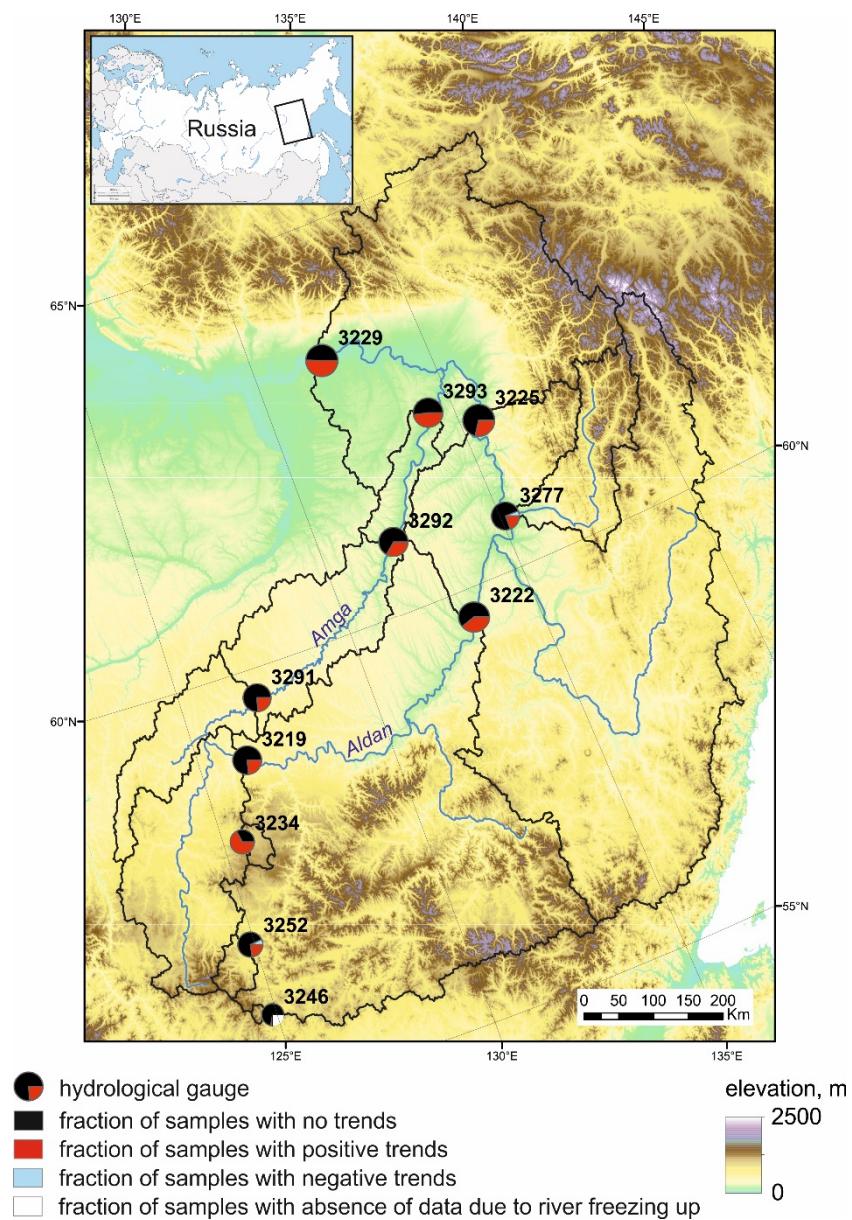 130°E 135°E 140°E 145°E
Russia
65°N
3229
3293
3225
60°N
3277
3292
3222
Amga
3291
60°N
3219
Aldan
3234
55°N
3252
3246
0 50 100 150 200
Km
125°E 130°E 135°E
hydrological gauge
fraction of samples with no trends
fraction of samples with positive trends
fraction of samples with negative trends
fraction of samples with absence of data due to river freezing up
elevation, m
2500
0